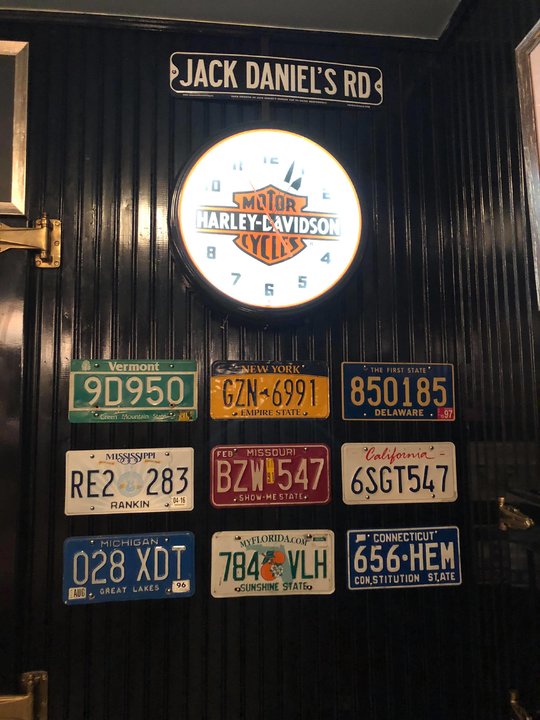 JACK DANIEL'S RD
12
10
2
8
4
7
5
6
MOTOR
HARLEY-DAVIDSON
CYCLES
Vermont
9D950
Green Mountain State
NEW YORK
GZN 6991
EMPIRE STATE
THE FIRST STATE
850185
DELAWARE 97
MISSISSIPPI
RE2 283
04-16
RANKIN
FEB MISSOURI
BZW 547
SHOW-ME STATE
California
6SGT547
MICHIGAN
028 XDT
AUG GREAT LAKES 96
MYFLORIDA.COM
784 VLH
SUNSHINE STATE
CONNECTICUT
656·HEM
CONSTITUTION STATE